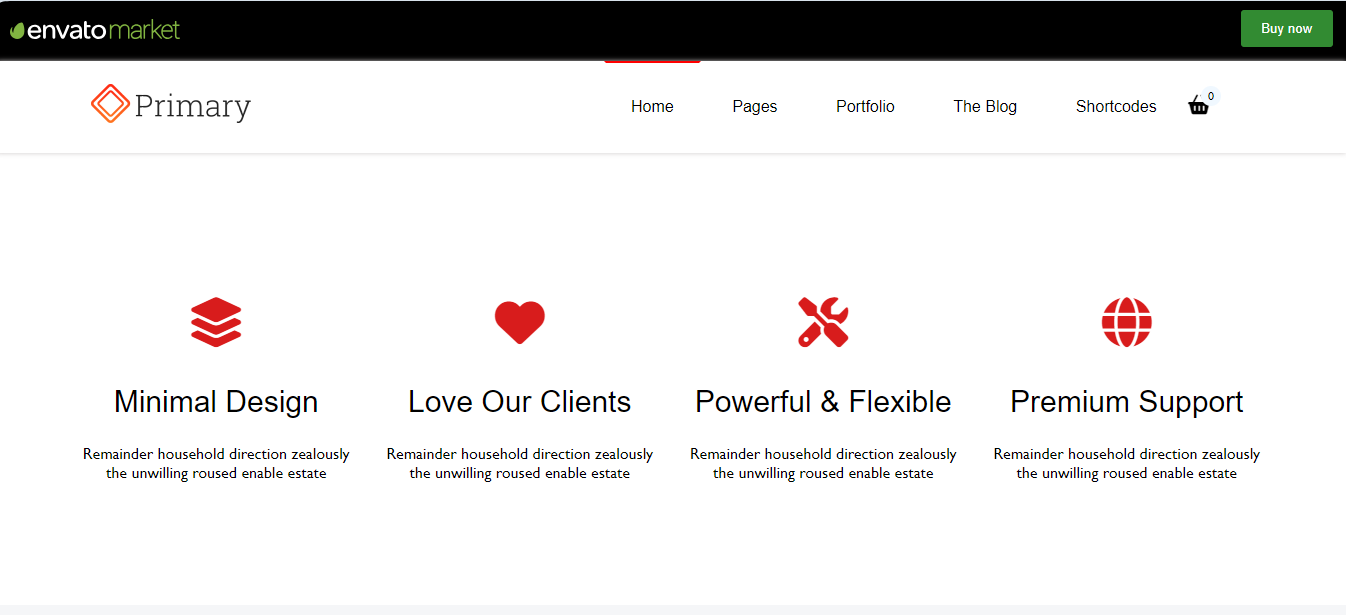 envato market
Buy now
Primary
Home
Pages
Portfolio
The Blog
Shortcodes
0
Minimal Design
Remainder household direction zealously
the unwilling roused enable estate
Love Our Clients
Remainder household direction zealously
the unwilling roused enable estate
Powerful & Flexible
Remainder household direction zealously
the unwilling roused enable estate
Premium Support
Remainder household direction zealously
the unwilling roused enable estate